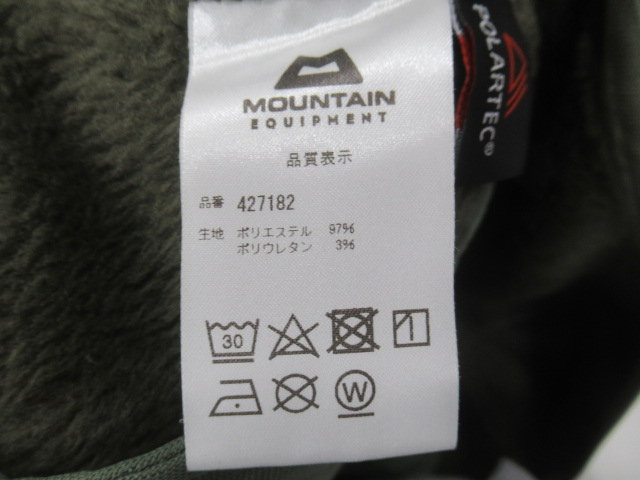 MOUNTAIN
EQUIPMENT
品質表示
品番 427182
生地 ポリエステル 97%
ポリウレタン 3%
30
W
POLARTEC®